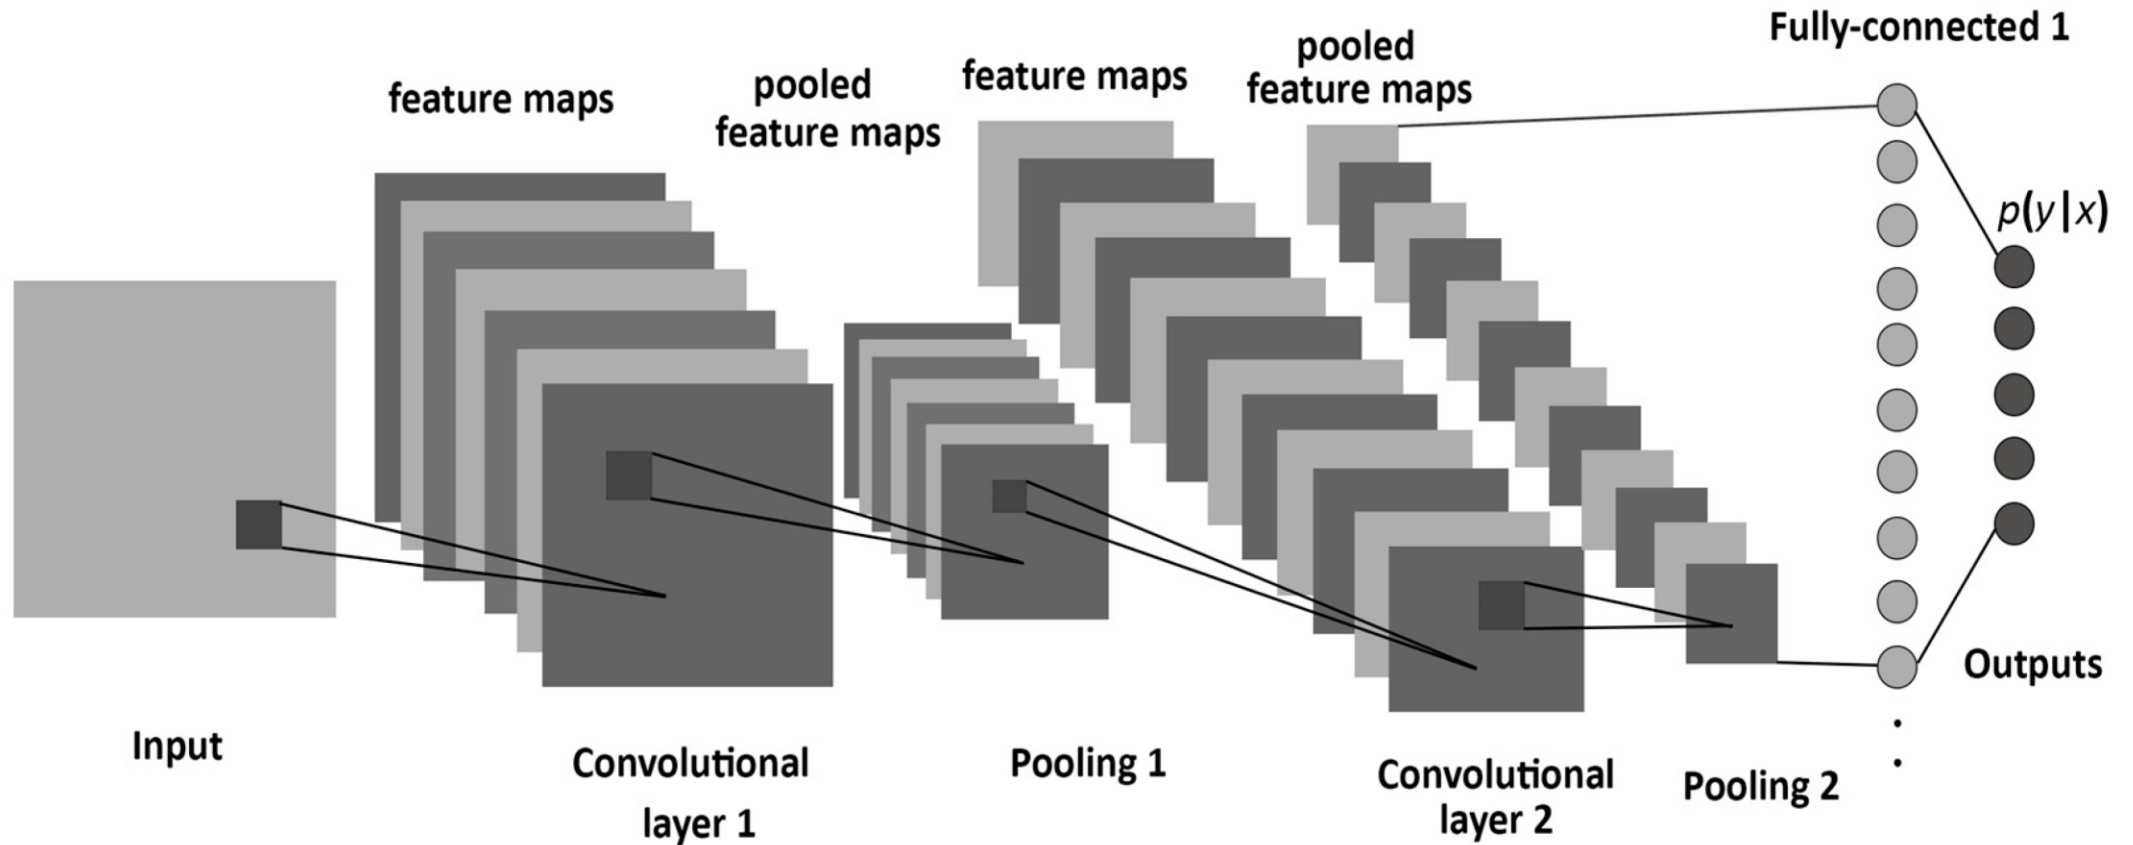 Fully-connected 1
feature maps
pooled
feature maps
feature maps
pooled
feature maps
p(y|x)
Input
Convolutional
layer 1
Pooling 1
Convolutional
layer 2
Pooling 2
Outputs